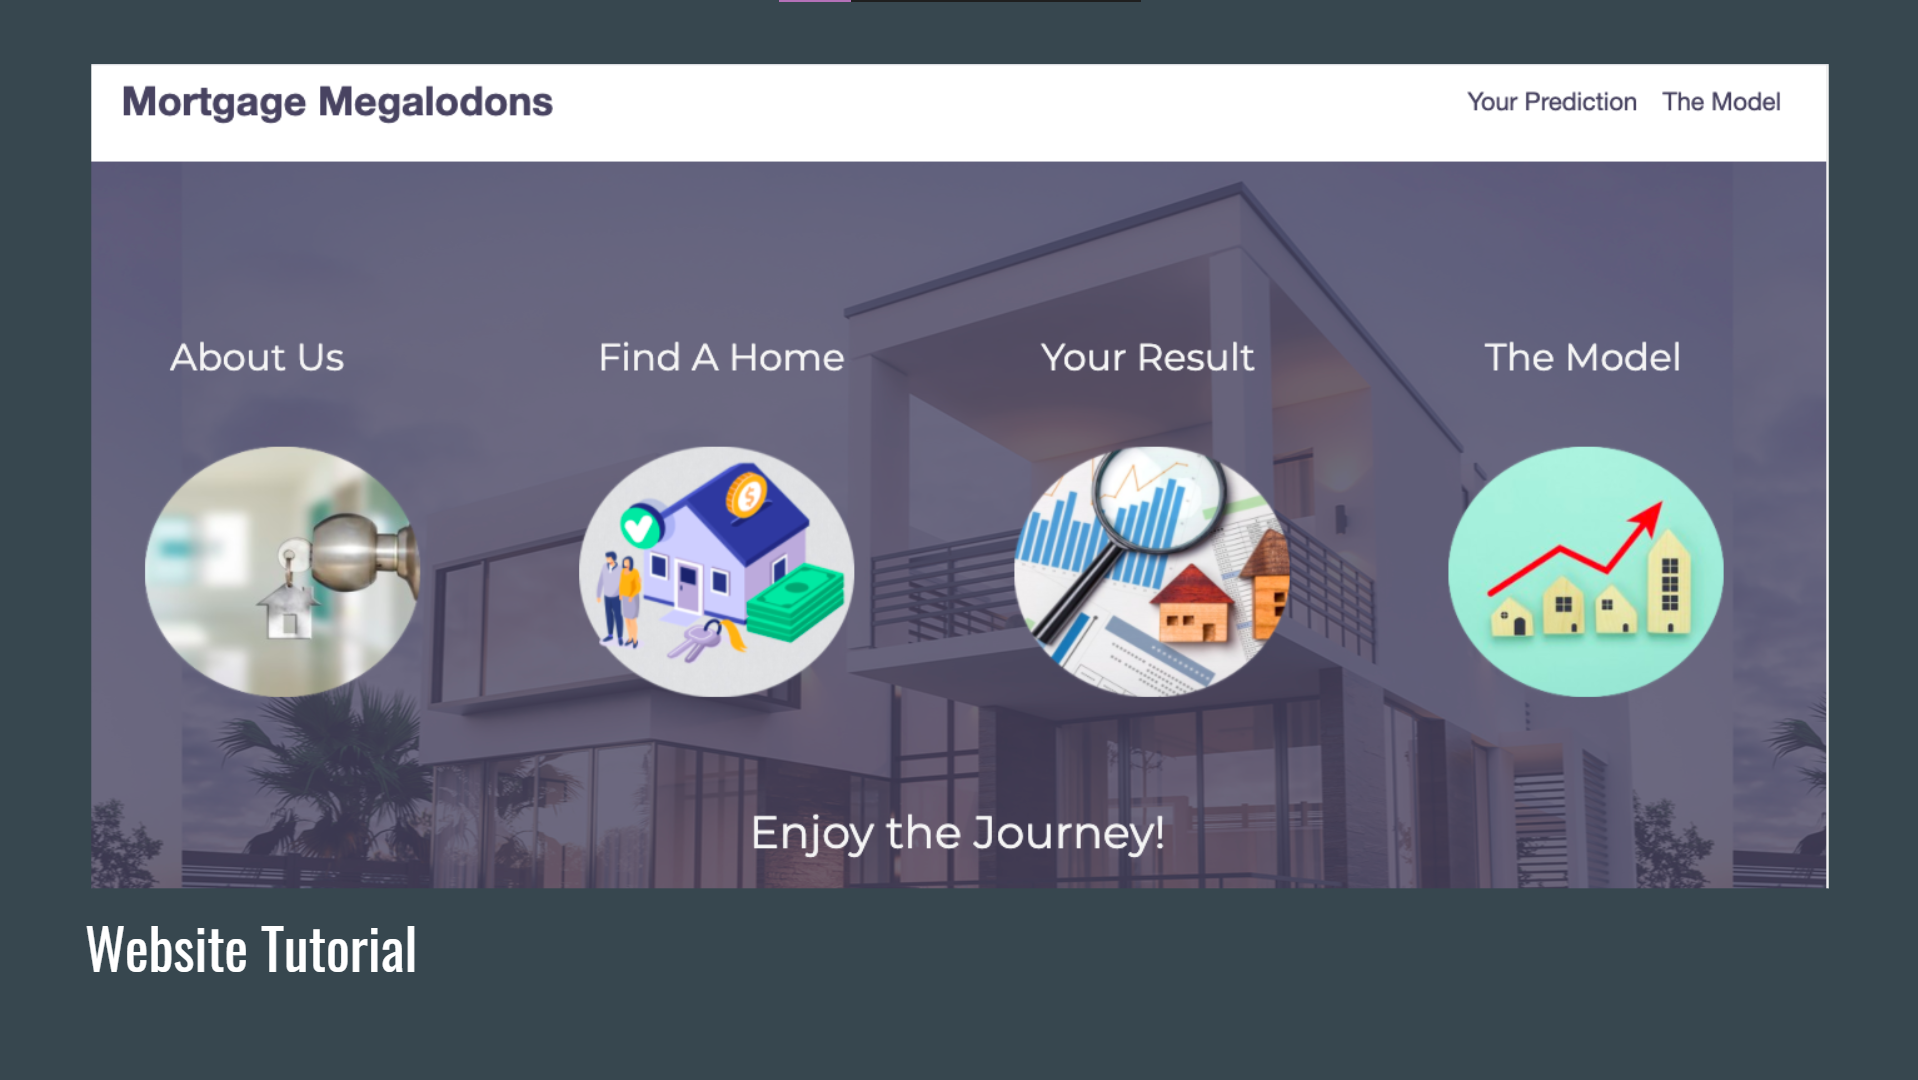 Mortgage Megalodons
Your Prediction The Model
About Us
Find A Home
Your Result
The Model
Enjoy the Journey!
Website Tutorial